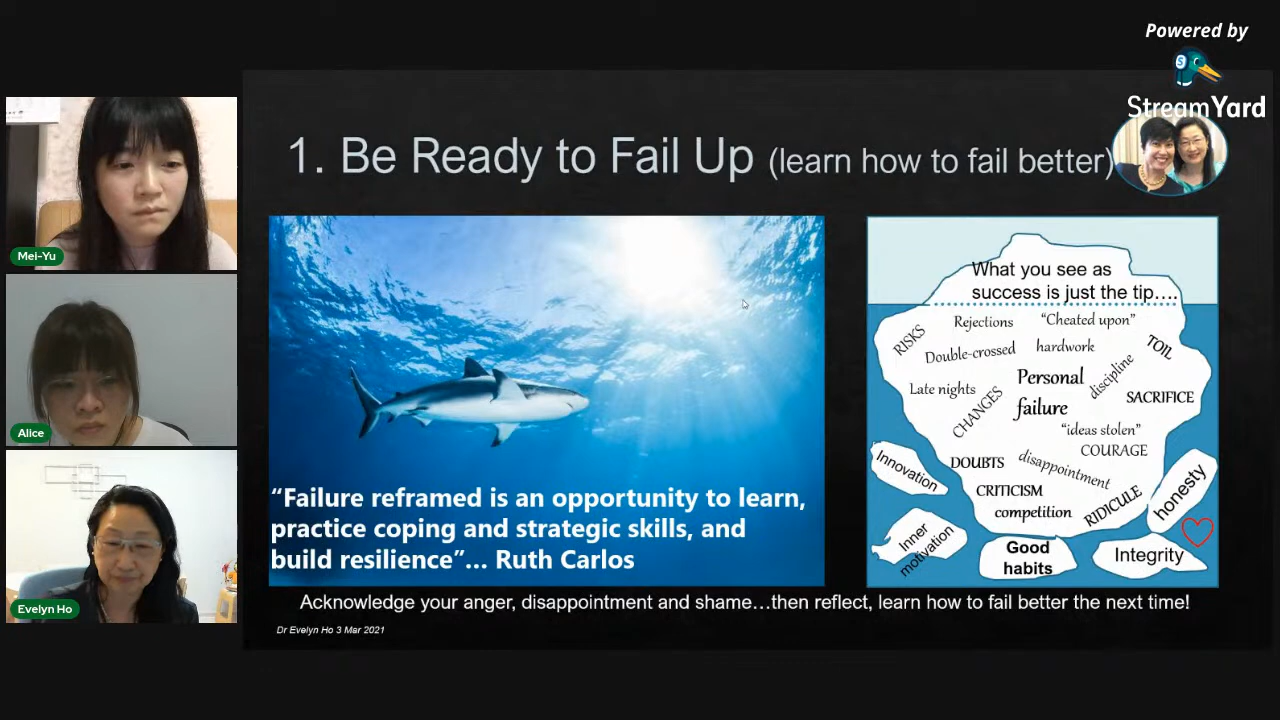 Powered by
StreamYard
1. Be Ready to Fail Up (learn how to fail better)
Mei-Yu
Alice
Evelyn Ho
“Failure reframed is an opportunity to learn,
practice coping and strategic skills, and
build resilience”... Ruth Carlos
What you see as
success is just the tip....
RISKS
Rejections
“Cheated upon”
TOIL
Double-crossed
hardwork
Late nights
Personal
failure
discipline
SACRIFICE
CHANGES
“ideas stolen”
COURAGE
DOUBTS
disappointment
CRITICISM
competition
RIDICULE
Innovation
honesty
Inner
motivation
Good
habits
Integrity
Acknowledge your anger, disappointment and shame...then reflect, learn how to fail better the next time!
Dr Evelyn Ho 3 Mar 2021